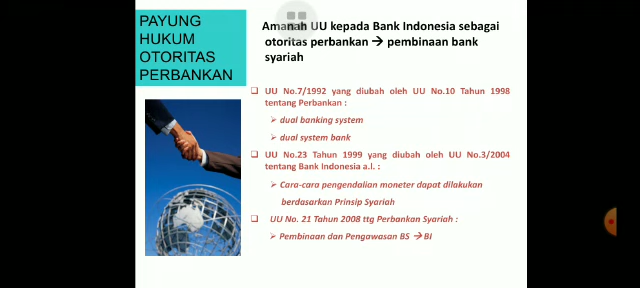 PAYUNG
HUKUM
OTORITAS
PERBANKAN
Amanah UU kepada Bank Indonesia sebagai
otoritas perbankan → pembinaan bank
syariah
❑ UU No.7/1992 yang diubah oleh UU No.10 Tahun 1998
tentang Perbankan :
➢ dual banking system
➢ dual system bank
❑ UU No.23 Tahun 1999 yang diubah oleh UU No.3/2004
tentang Bank Indonesia a.l. :
➢ Cara-cara pengendalian moneter dapat dilakukan
berdasarkan Prinsip Syariah
❑ UU No. 21 Tahun 2008 ttg Perbankan Syariah :
➢ Pembinaan dan Pengawasan BS → BI